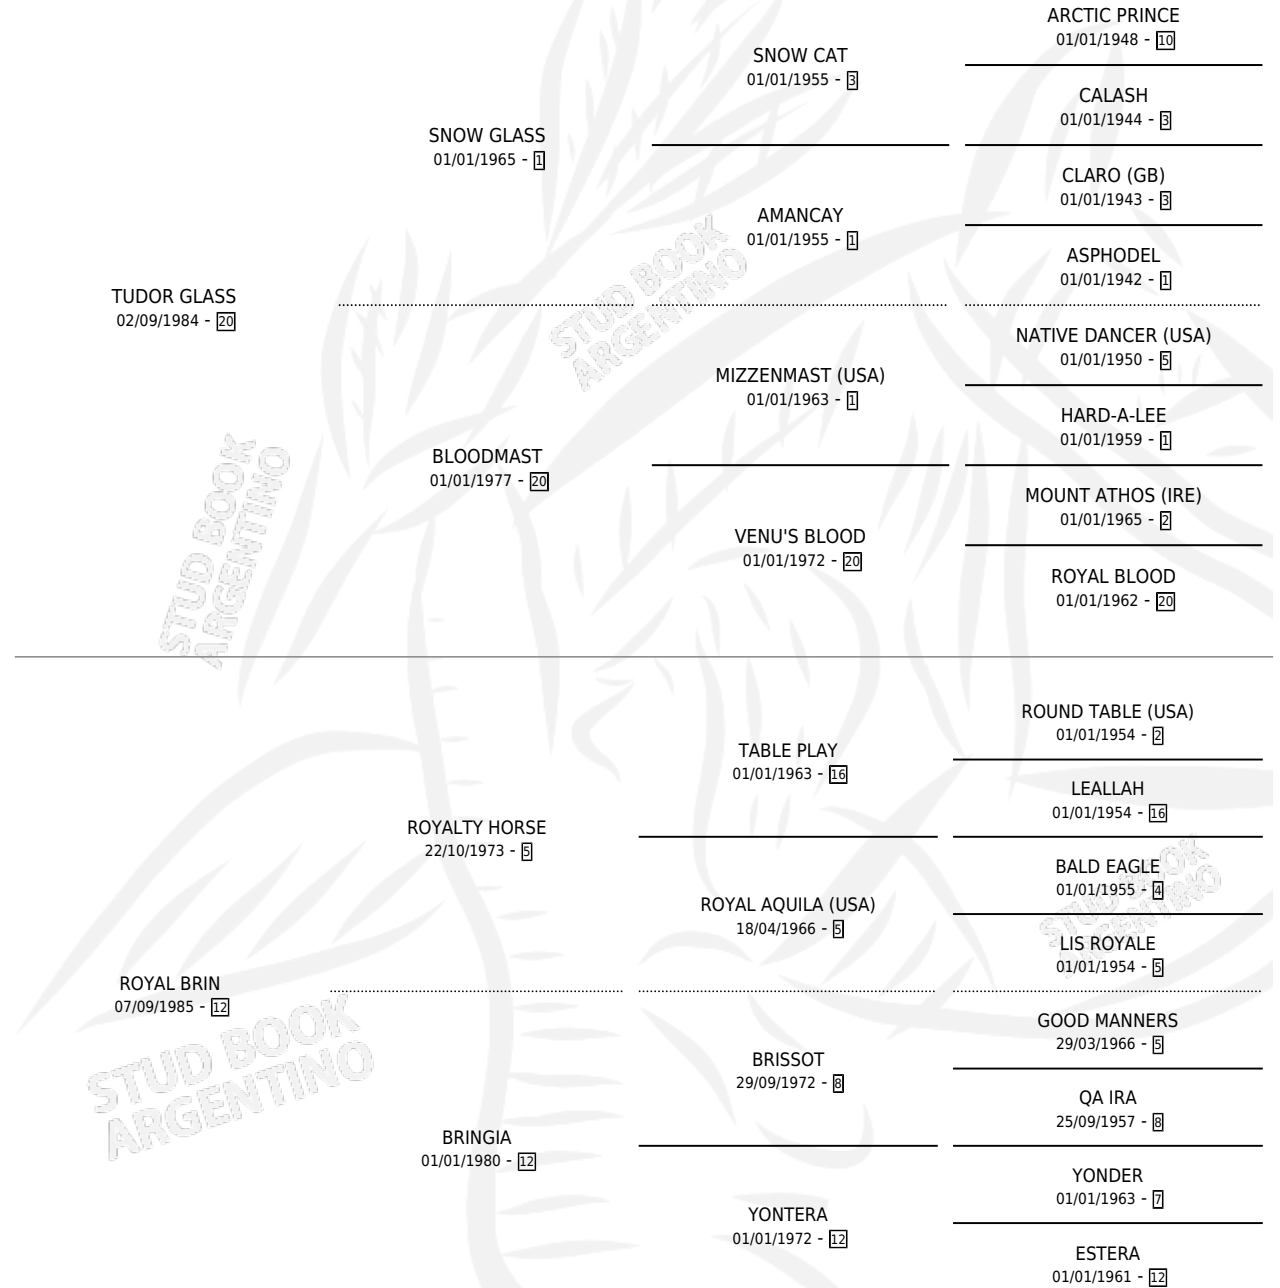 ARCTIC PRINCE
01/01/1948 - 10
SNOW CAT
01/01/1955 - 3
CALASH
01/01/1944 - 3
SNOW GLASS
01/01/1965 - 1
CLARO (GB)
01/01/1943 - 3
AMANCAY
01/01/1955 - 1
ASPHODEL
01/01/1942 - 1
TUDOR GLASS
02/09/1984 - 20
NATIVE DANCER (USA)
01/01/1950 - 5
MIZZENMAST (USA)
01/01/1963 - 1
HARD-A-LEE
01/01/1959 - 1
BLOODMAST
01/01/1977 - 20
MOUNT ATHOS (IRE)
01/01/1965 - 2
VENU'S BLOOD
01/01/1972 - 20
ROYAL BLOOD
01/01/1962 - 20
STUD BOOK
ARGENTINO
STUD BOOK
ARGENTINO
ROUND TABLE (USA)
01/01/1954 - 2
TABLE PLAY
01/01/1963 - 16
LEALLAH
01/01/1954 - 16
ROYALTY HORSE
22/10/1973 - 5
BALD EAGLE
01/01/1955 - 4
ROYAL AQUILA (USA)
18/04/1966 - 5
LIS ROYALE
01/01/1954 - 5
ROYAL BRIN
07/09/1985 - 12
GOOD MANNERS
29/03/1966 - 5
BRISSOT
29/09/1972 - 8
QA IRA
25/09/1957 - 8
BRINGIA
01/01/1980 - 12
YONDER
01/01/1963 - 7
YONTERA
01/01/1972 - 12
ESTERA
01/01/1961 - 12
STUD BOOK
ARGENTINO
STUD BOOK
ARGENTINO